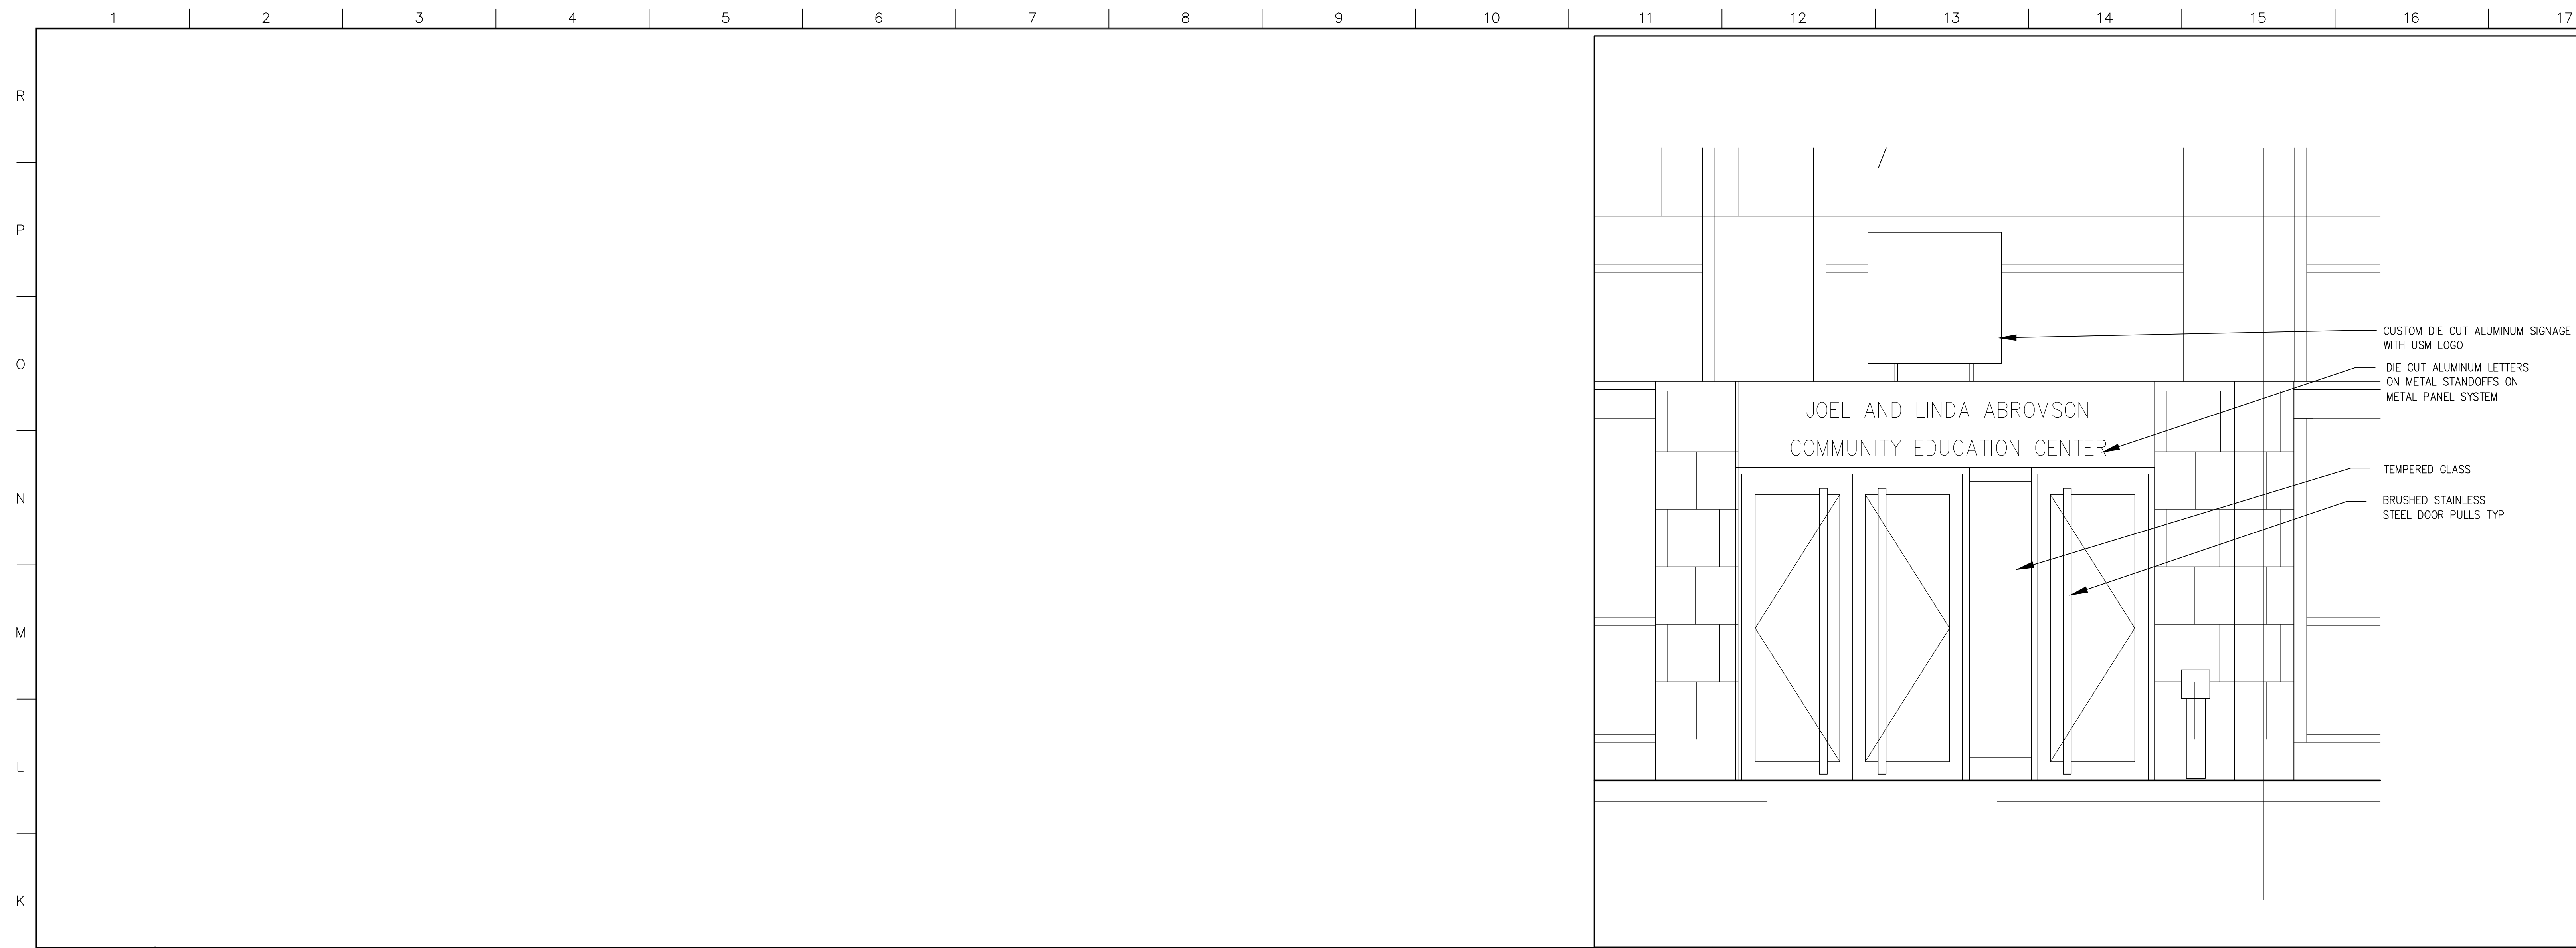 1 2 3 4 5 6 7 8 9 10 11 12 13 14 15 16 17
R
P
O
N
M
L
K
CUSTOM DIE CUT ALUMINUM SIGNAGE
WITH USM LOGO
DIE CUT ALUMINUM LETTERS
ON METAL STANDOFFS ON
METAL PANEL SYSTEM
JOEL AND LINDA ABROMSON
COMMUNITY EDUCATION CENTER
TEMPERED GLASS
BRUSHED STAINLESS
STEEL DOOR PULLS TYP